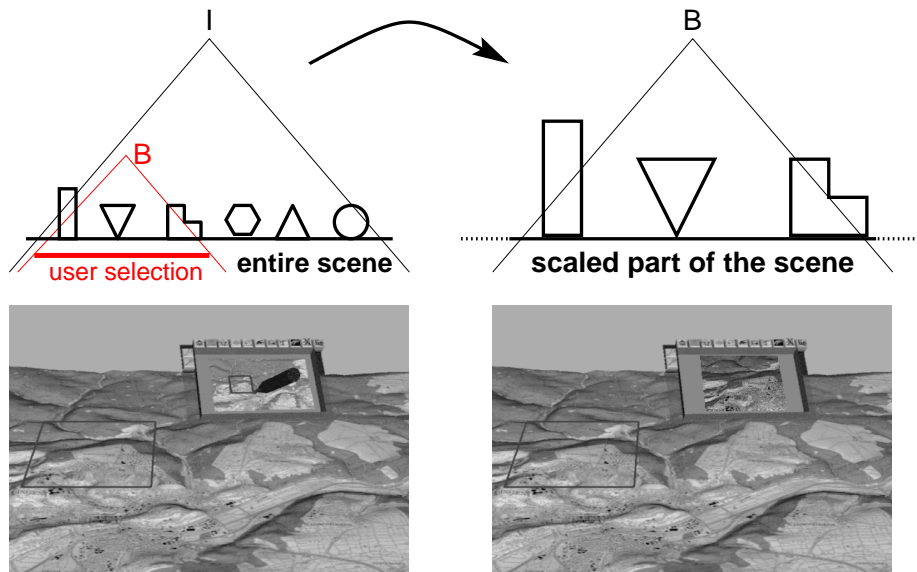 I
B
B
user selection
entire scene
scaled part of the scene